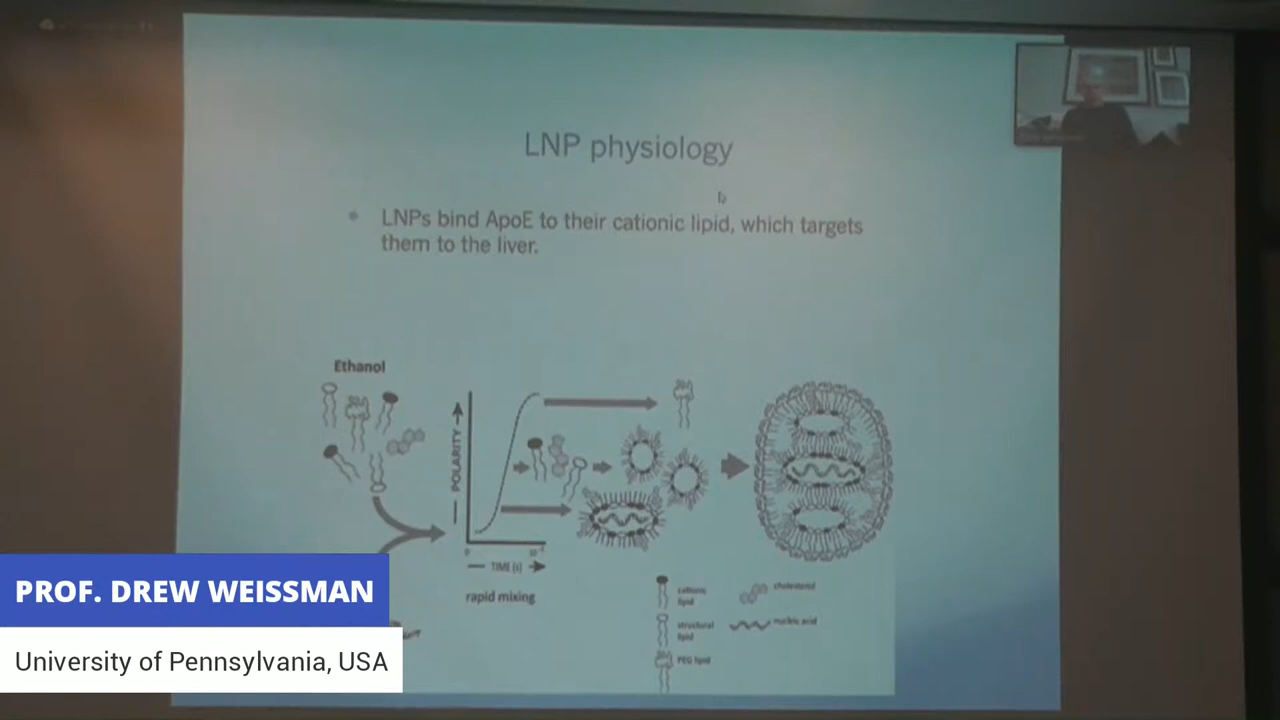 LNP physiology
LNPs bind ApoE to their cationic lipid, which targets
them to the liver.
Ethanol
POLARITY
0
TIME (s)
rapid mixing
cationic
lipid
cholesterol
structural
lipid
nucleic acid
PEG lipid
PROF. DREW WEISSMAN
University of Pennsylvania, USA